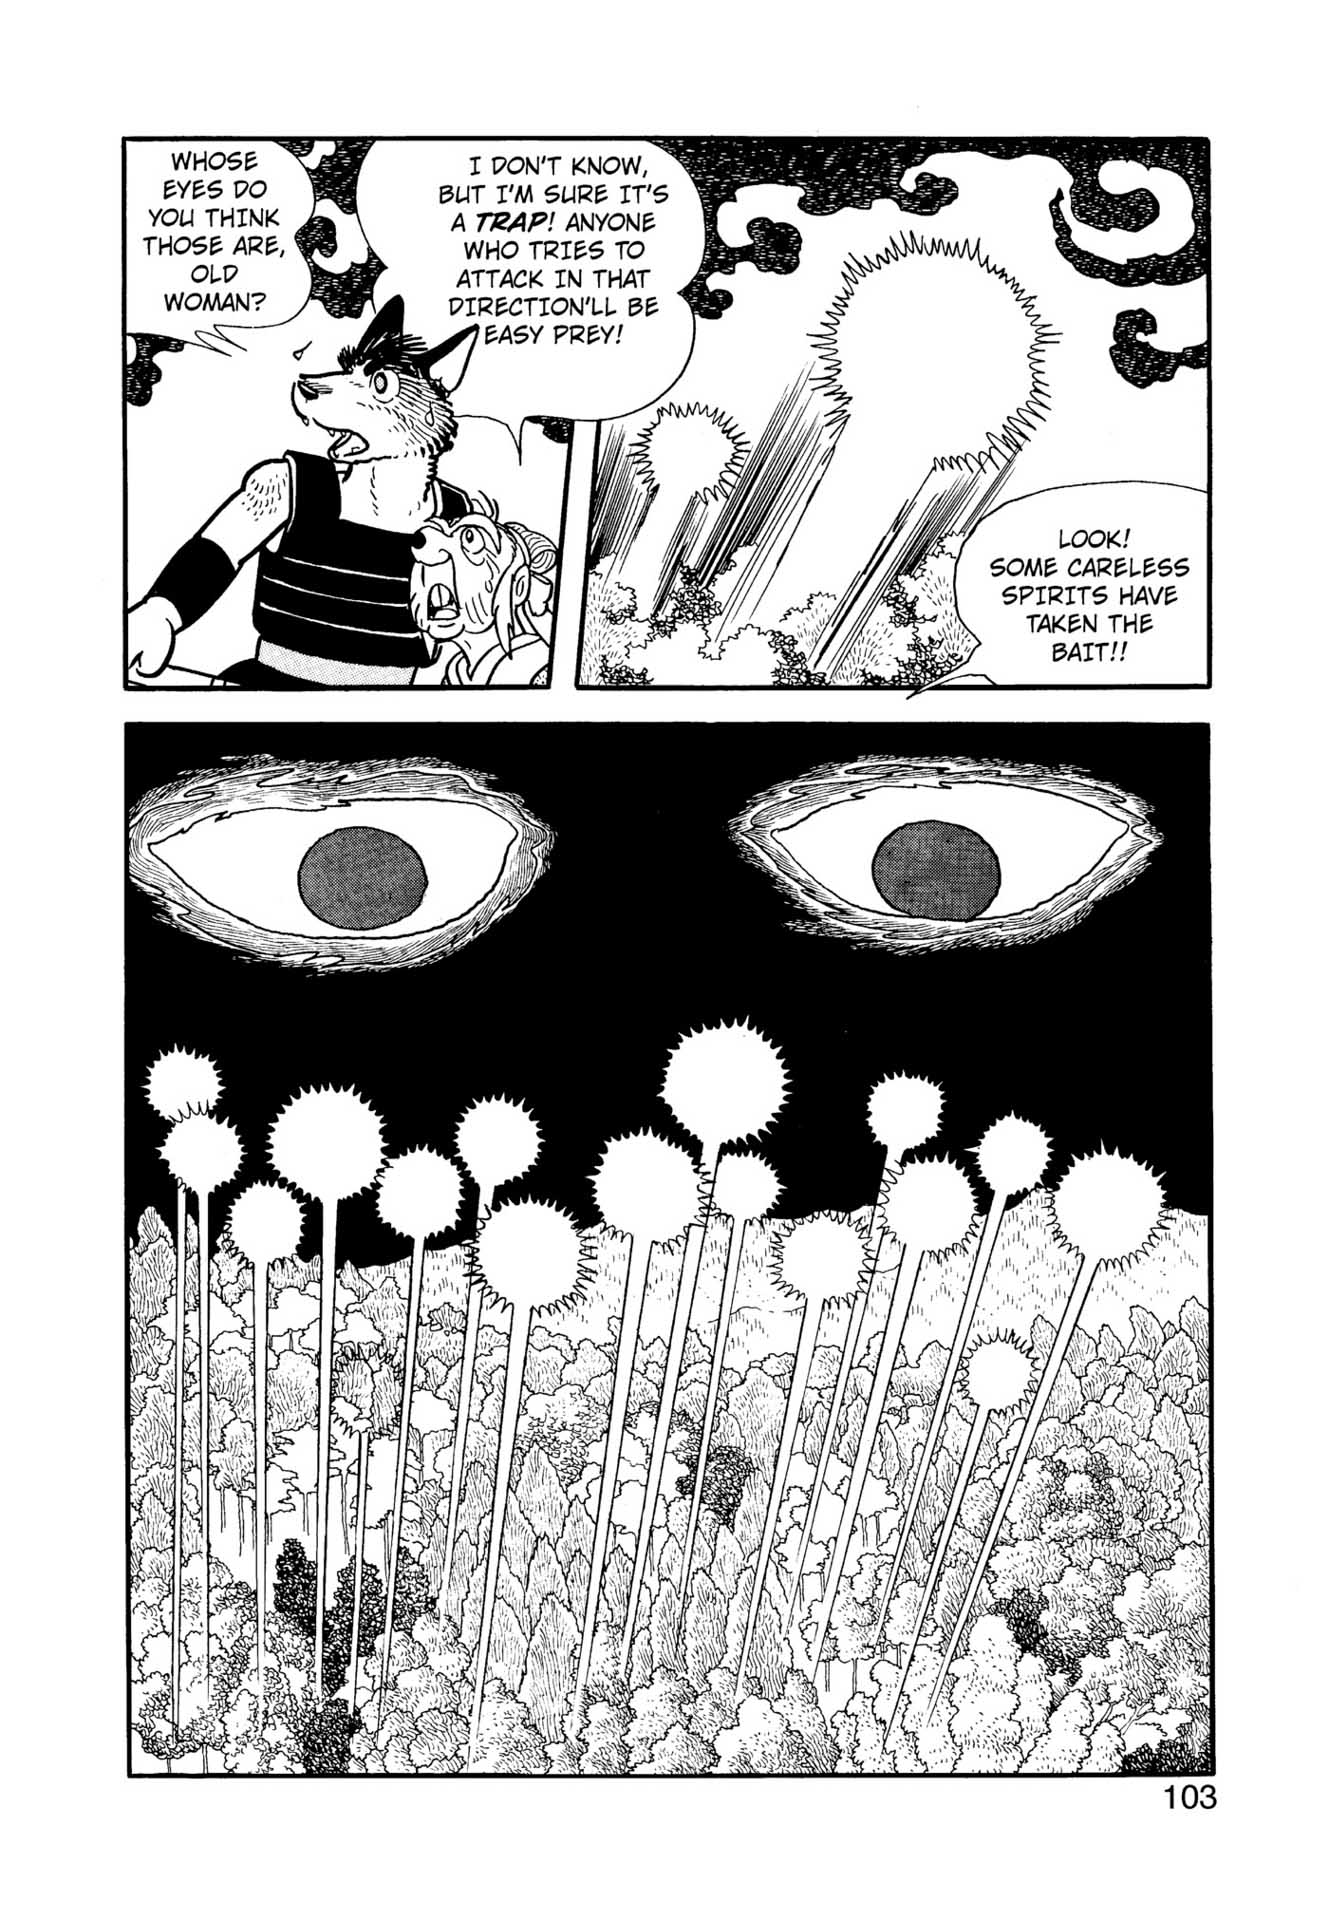 WHOSE
EYES DO
YOU THINK
THOSE ARE,
OLD
WOMAN?
I DON'T KNOW,
BUT I'M SURE IT'S
A TRAP! ANYONE
WHO TRIES TO
ATTACK IN THAT
DIRECTION'LL BE
EASY PREY!
LOOK!
SOME CARELESS
SPIRITS HAVE
TAKEN THE
BAIT!!
103